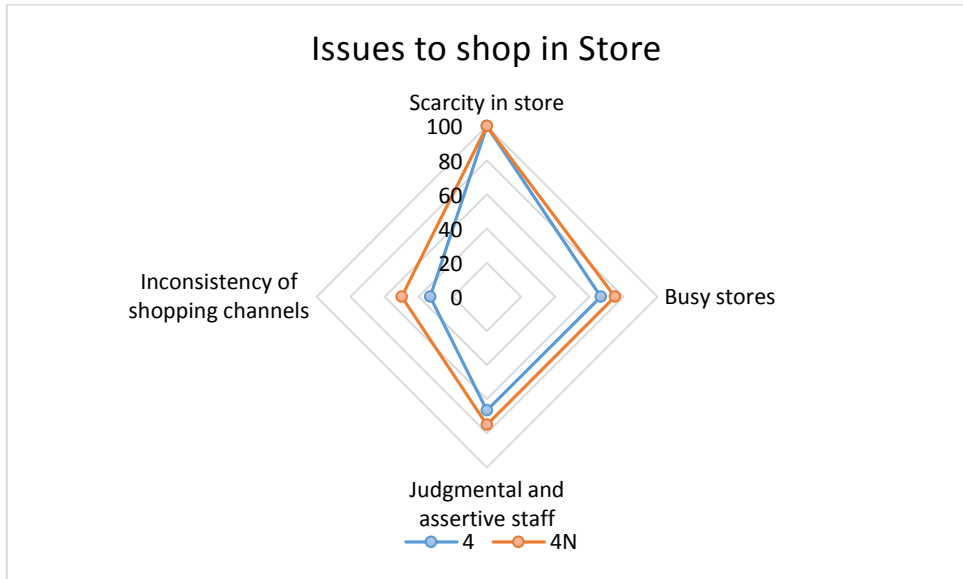 Issues to shop in Store
Scarcity in store
100
80
60
40
20
0
Inconsistency of
shopping channels
Busy stores
Judgmental and
assertive staff
4
4N